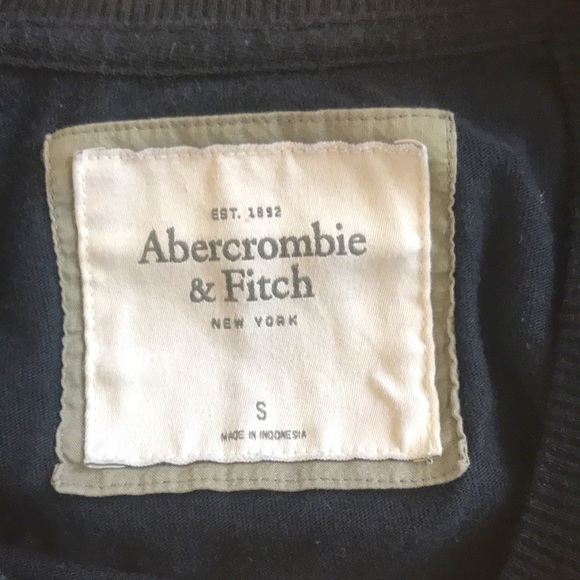 EST. 1892
Abercrombie
& Fitch
NEW YORK
S
MADE IN INDONESIA